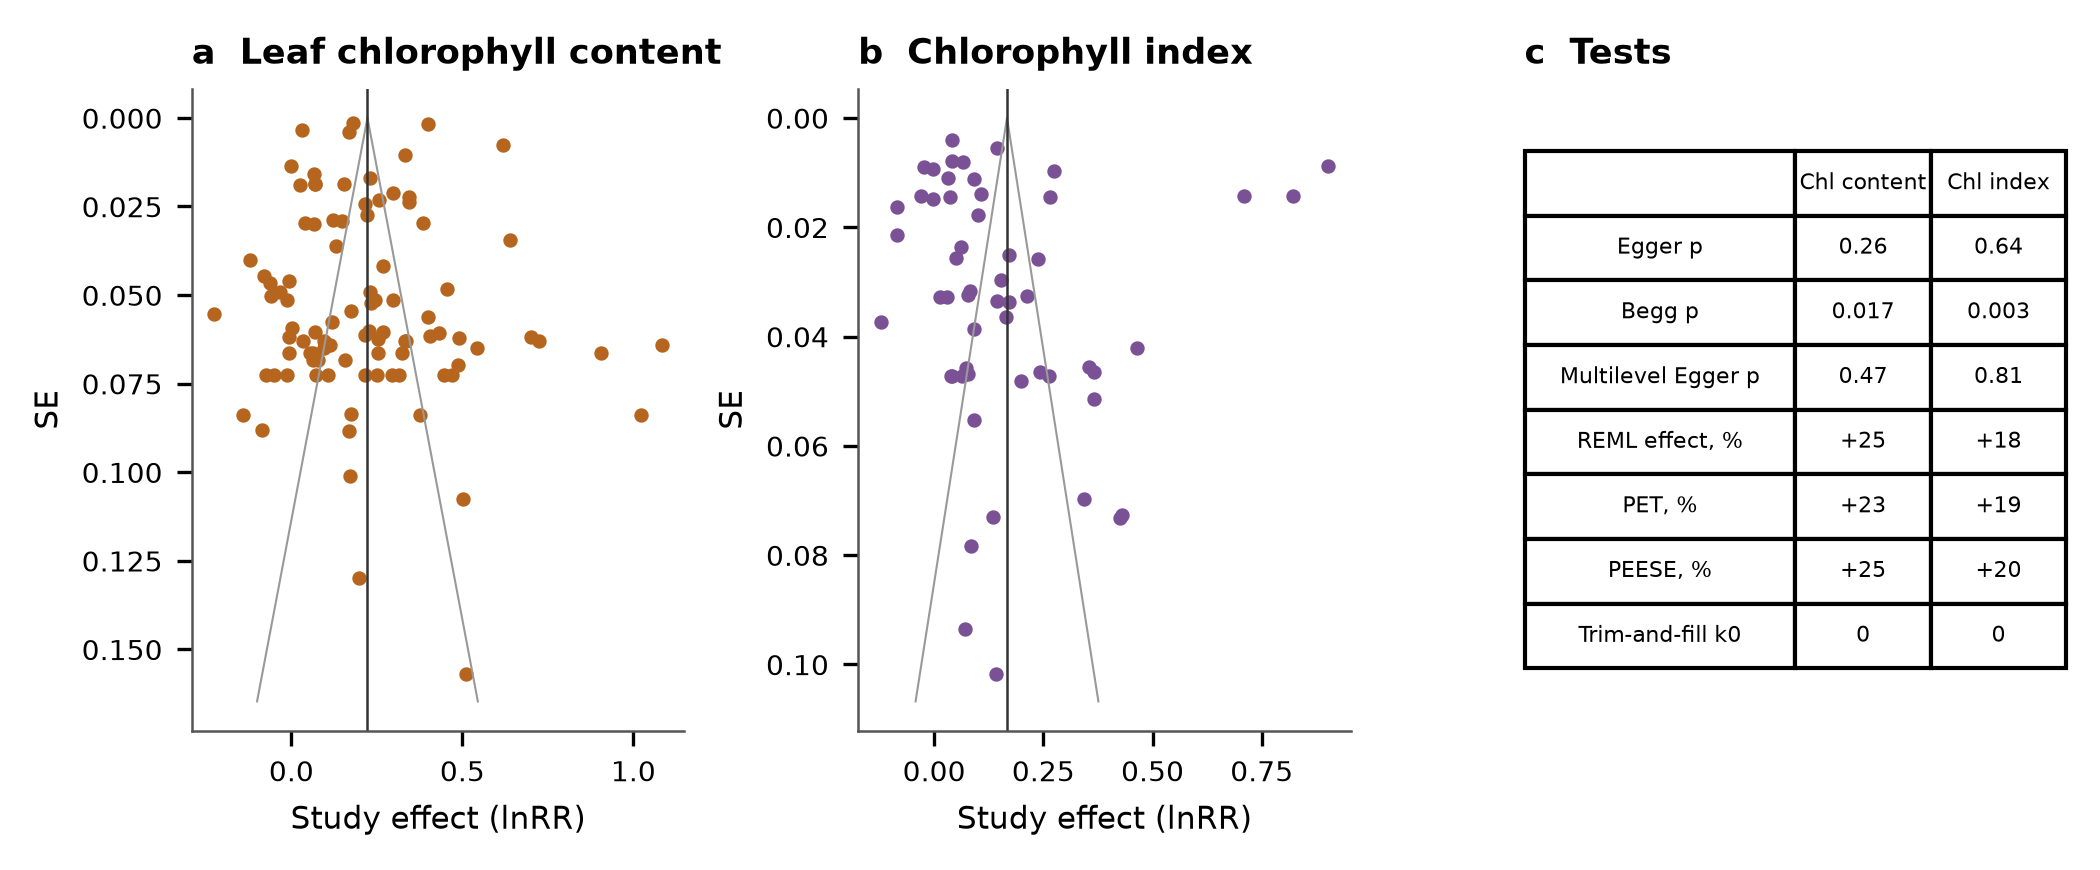 a Leaf chlorophyll content
0.000
0.025
0.050
0.075
0.100
0.125
0.150
SE
0.0 0.5 1.0
Study effect (lnRR)
b Chlorophyll index
0.00
0.02
0.04
0.06
0.08
0.10
SE
0.00 0.25 0.50 0.75
Study effect (lnRR)
c Tests
Chl content Chl index
Egger p 0.26 0.64
Begg p 0.017 0.003
Multilevel Egger p 0.47 0.81
REML effect, % +25 +18
PET, % +23 +19
PEESE, % +25 +20
Trim-and-fill k0 0 0